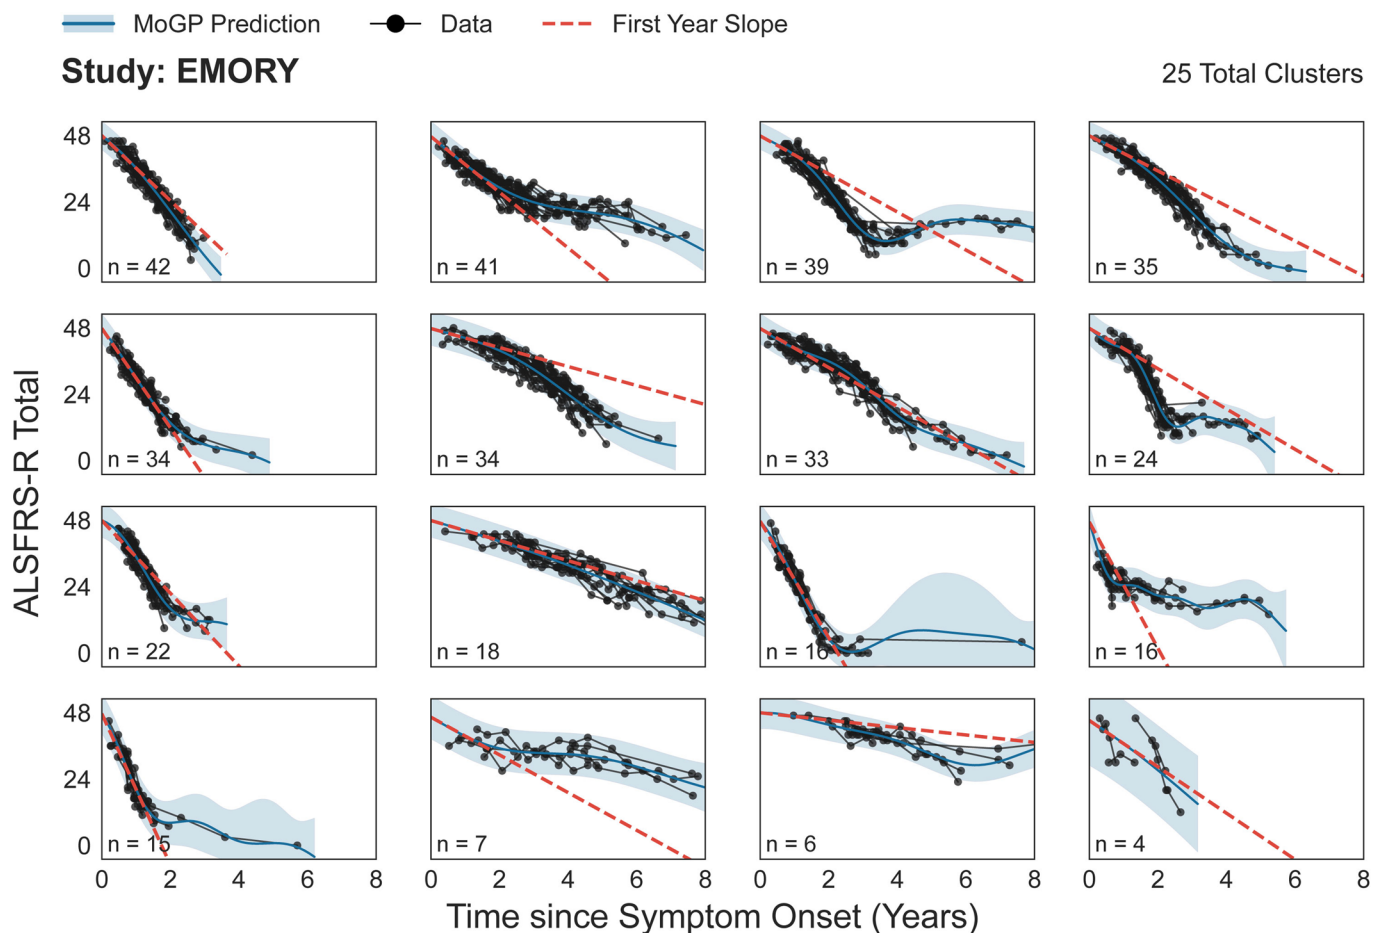 MoGP Prediction Data First Year Slope
Study: EMORY 25 Total Clusters
ALSFRS-R Total
48
24
0
n = 42
n = 41
n = 39
n = 35
48
24
0
n = 34
n = 34
n = 33
n = 24
48
24
0
n = 22
n = 18
n = 16
n = 16
48
24
0
n = 15
n = 7
n = 6
n = 4
0 2 4 6 8 0 2 4 6 8 0 2 4 6 8 0 2 4 6 8
Time since Symptom Onset (Years)